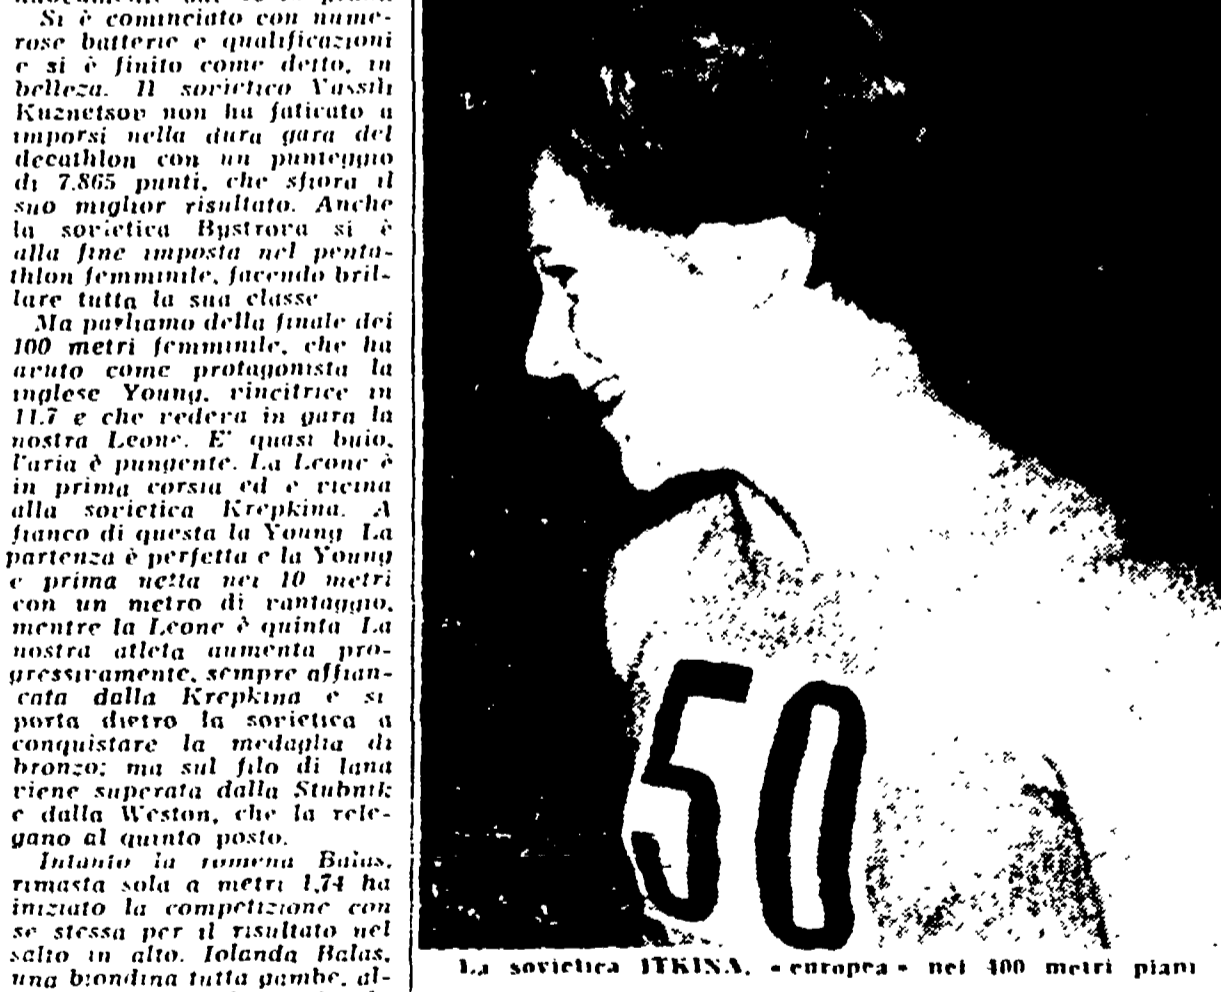 Si è cominciato con nume-
rose batterie e qualificazioni
e si è finito come detto, in
bellezza. Il sovietico Vassili
Kuznetsov non ha faticato a
imporsi nella dura gara del
decathlon con un punteggio
di 7.865 punti, che sfiora il
suo miglior risultato. Anche
la sovietica Bystrova si è
alla fine imposta nel penta-
thlon femminile, facendo bril-
lare tutta la sua classe
Ma parliamo della finale dei
100 metri femminile, che ha
avuto come protagonista la
inglese Young, vincitrice in
11.7 e che vedeva in gara la
nostra Leone. E' quasi buio,
l'aria è pungente. La Leone è
in prima corsia ed è vicina
alla sovietica Krepkina. A
fianco di questa la Young La
partenza è perfetta e la Young
e prima netta nei 10 metri
con un metro di vantaggio,
mentre la Leone è quinta La
nostra atleta aumenta pro-
gressivamente, sempre affian-
cata dalla Krepkina e si
porta dietro la sovietica a
conquistare la medaglia di
bronzo; ma sul filo di lana
viene superata dalla Stubnik
e dalla Weston, che la rele-
gano al quinto posto.
Intanto la romena Balas,
rimasta sola a metri 1,74 ha
iniziato la competizione con
se stessa per il risultato nel
salto in alto. Iolanda Balas,
una biondina tutta gambe, al-
50
La sovietica ITKINA, « europea » nei 400 metri piani